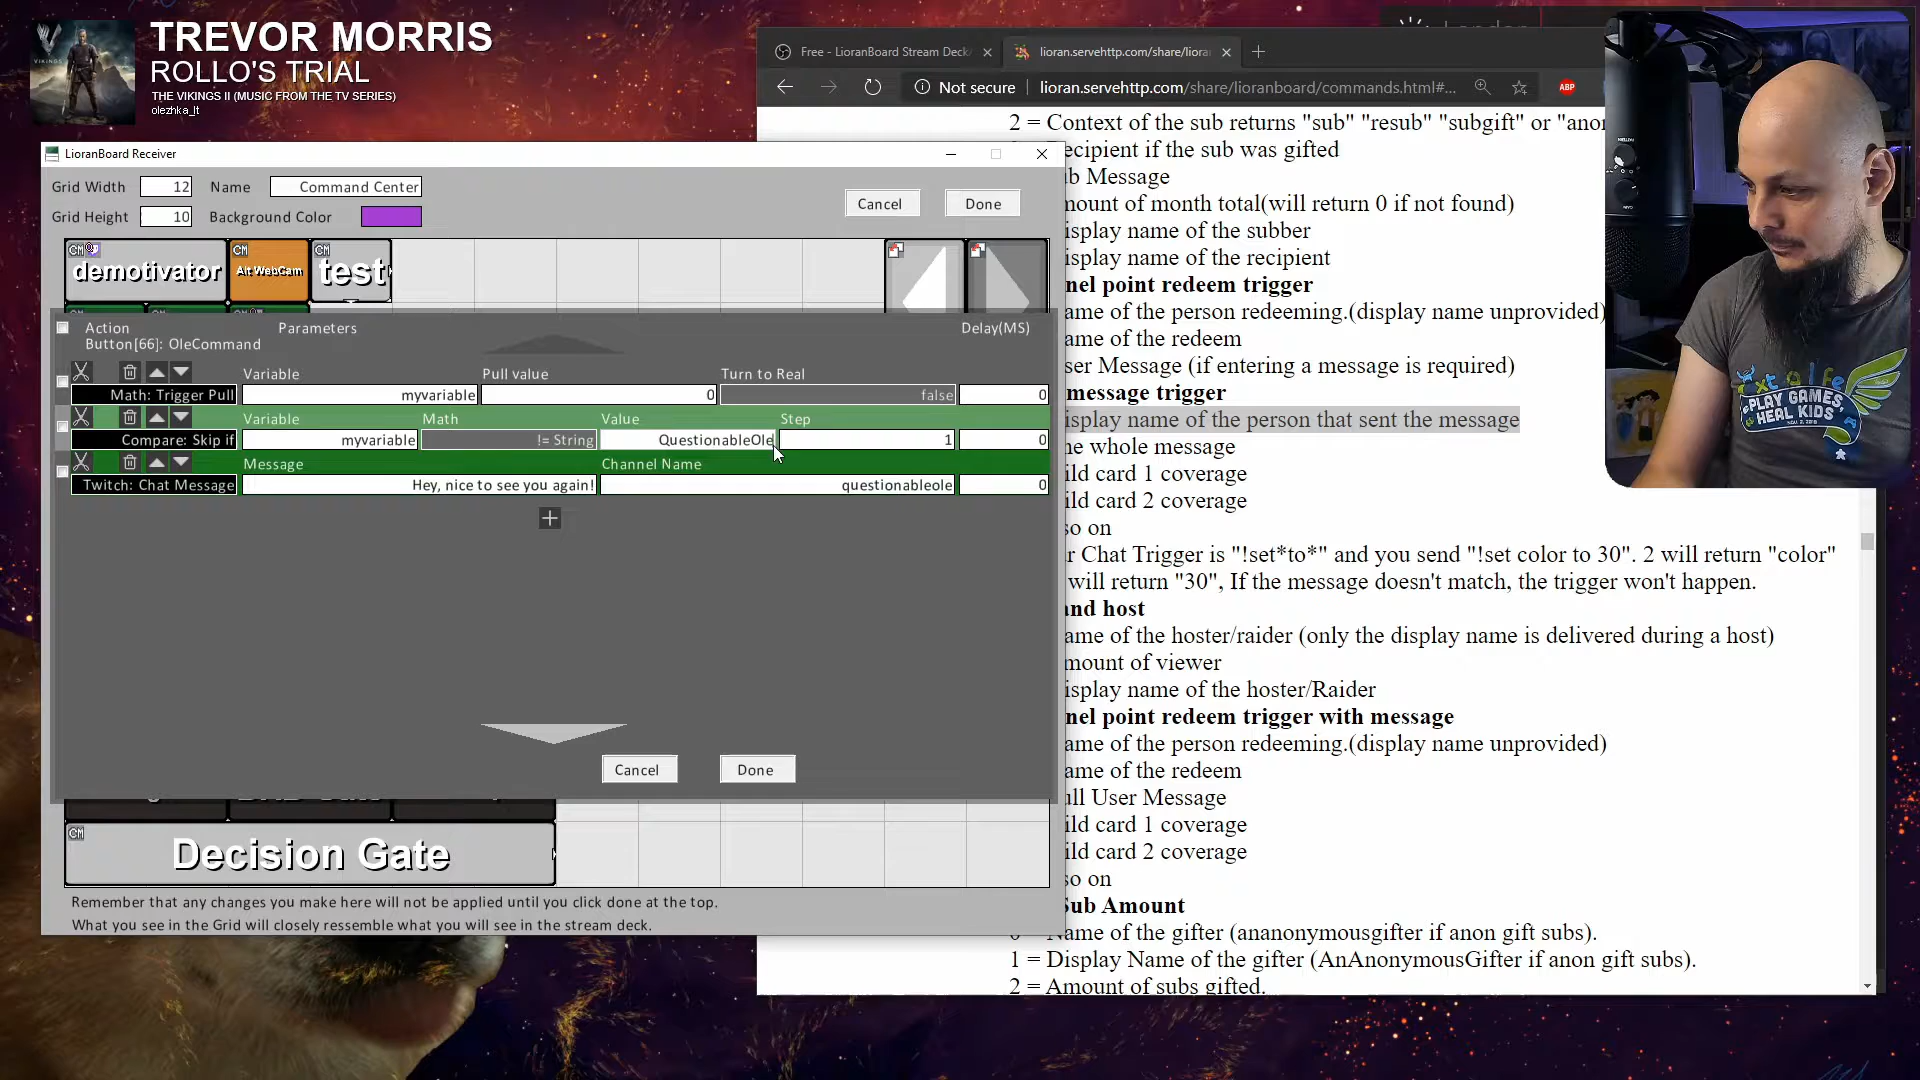 TREVOR MORRIS
ROLLO'S TRIAL
THE VIKINGS II (MUSIC FROM THE TV SERIES)
olezhka_lt
VIKINGS
LioranBoard Receiver
Grid Width 12 Name Command Center
Grid Height 10 Background Color
Cancel Done
CM demotivator
CM Alt WebCam
CM test
Action Parameters Delay(MS)
Button[66]: OleCommand
Variable Pull value Turn to Real
Math: Trigger Pull myvariable 0 false 0
Variable Math Value Step
Compare: Skip if myvariable != String QuestionableOle 1 0
Message Channel Name
Twitch: Chat Message Hey, nice to see you again! questionableole 0
Cancel Done
CM Decision Gate
Remember that any changes you make here will not be applied until you click done at the top.
What you see in the Grid will closely ressemble what you will see in the stream deck.
Free - LioranBoard Stream Deck
lioran.servehttp.com/share/liora
Not secure lioran.servehttp.com/share/lioranboard/commands.html#...
ABP
2 = Context of the sub returns "sub" "resub" "subgift" or "anon
ecipient if the sub was gifted
b Message
mount of month total(will return 0 if not found)
isplay name of the subber
isplay name of the recipient
nel point redeem trigger
ame of the person redeeming.(display name unprovided)
ame of the redeem
ser Message (if entering a message is required)
message trigger
isplay name of the person that sent the message
he whole message
ild card 1 coverage
ild card 2 coverage
so on
r Chat Trigger is "!set*to*" and you send "!set color to 30". 2 will return "color"
will return "30", If the message doesn't match, the trigger won't happen.
and host
ame of the hoster/raider (only the display name is delivered during a host)
mount of viewer
isplay name of the hoster/Raider
nel point redeem trigger with message
ame of the person redeeming.(display name unprovided)
ame of the redeem
ull User Message
ild card 1 coverage
ild card 2 coverage
so on
Sub Amount
0 = Name of the gifter (ananonymousgifter if anon gift subs).
1 = Display Name of the gifter (AnAnonymousGifter if anon gift subs).
2 = Amount of subs gifted.
PLAY GAMES,
HEAL KIDS